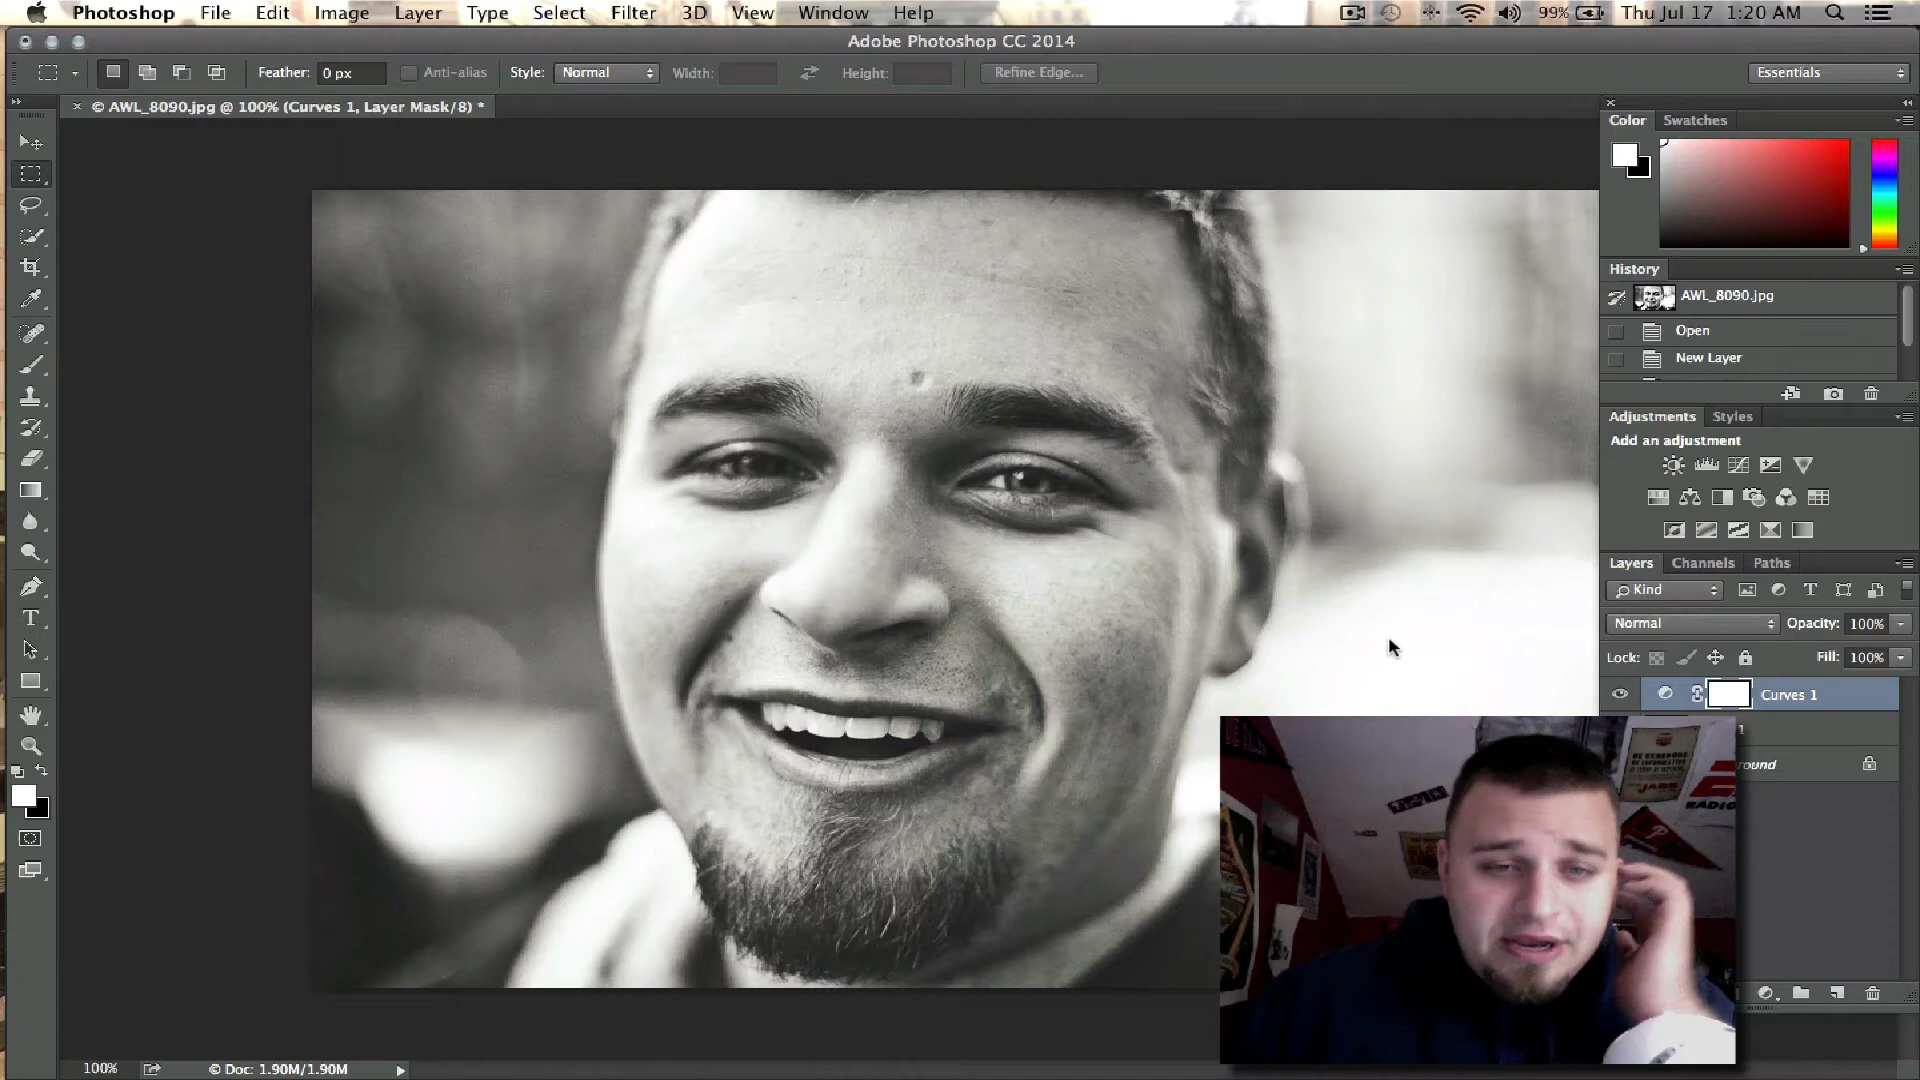 Photoshop File Edit Image Layer Type Select Filter 3D View Window Help 99% Thu Jul 17 1:20 AM
Adobe Photoshop CC 2014
Feather: 0 px Anti-alias Style: Normal Width: Height: Refine Edge... Essentials
× © AWL_8090.jpg @ 100% (Curves 1, Layer Mask/8) *
Color Swatches
History
AWL_8090.jpg
Open
New Layer
Adjustments Styles
Add an adjustment
Layers Channels Paths
Kind
Normal Opacity: 100%
Lock: Fill: 100%
Curves 1
1
ound
RADIO
100% © Doc: 1.90M/1.90M